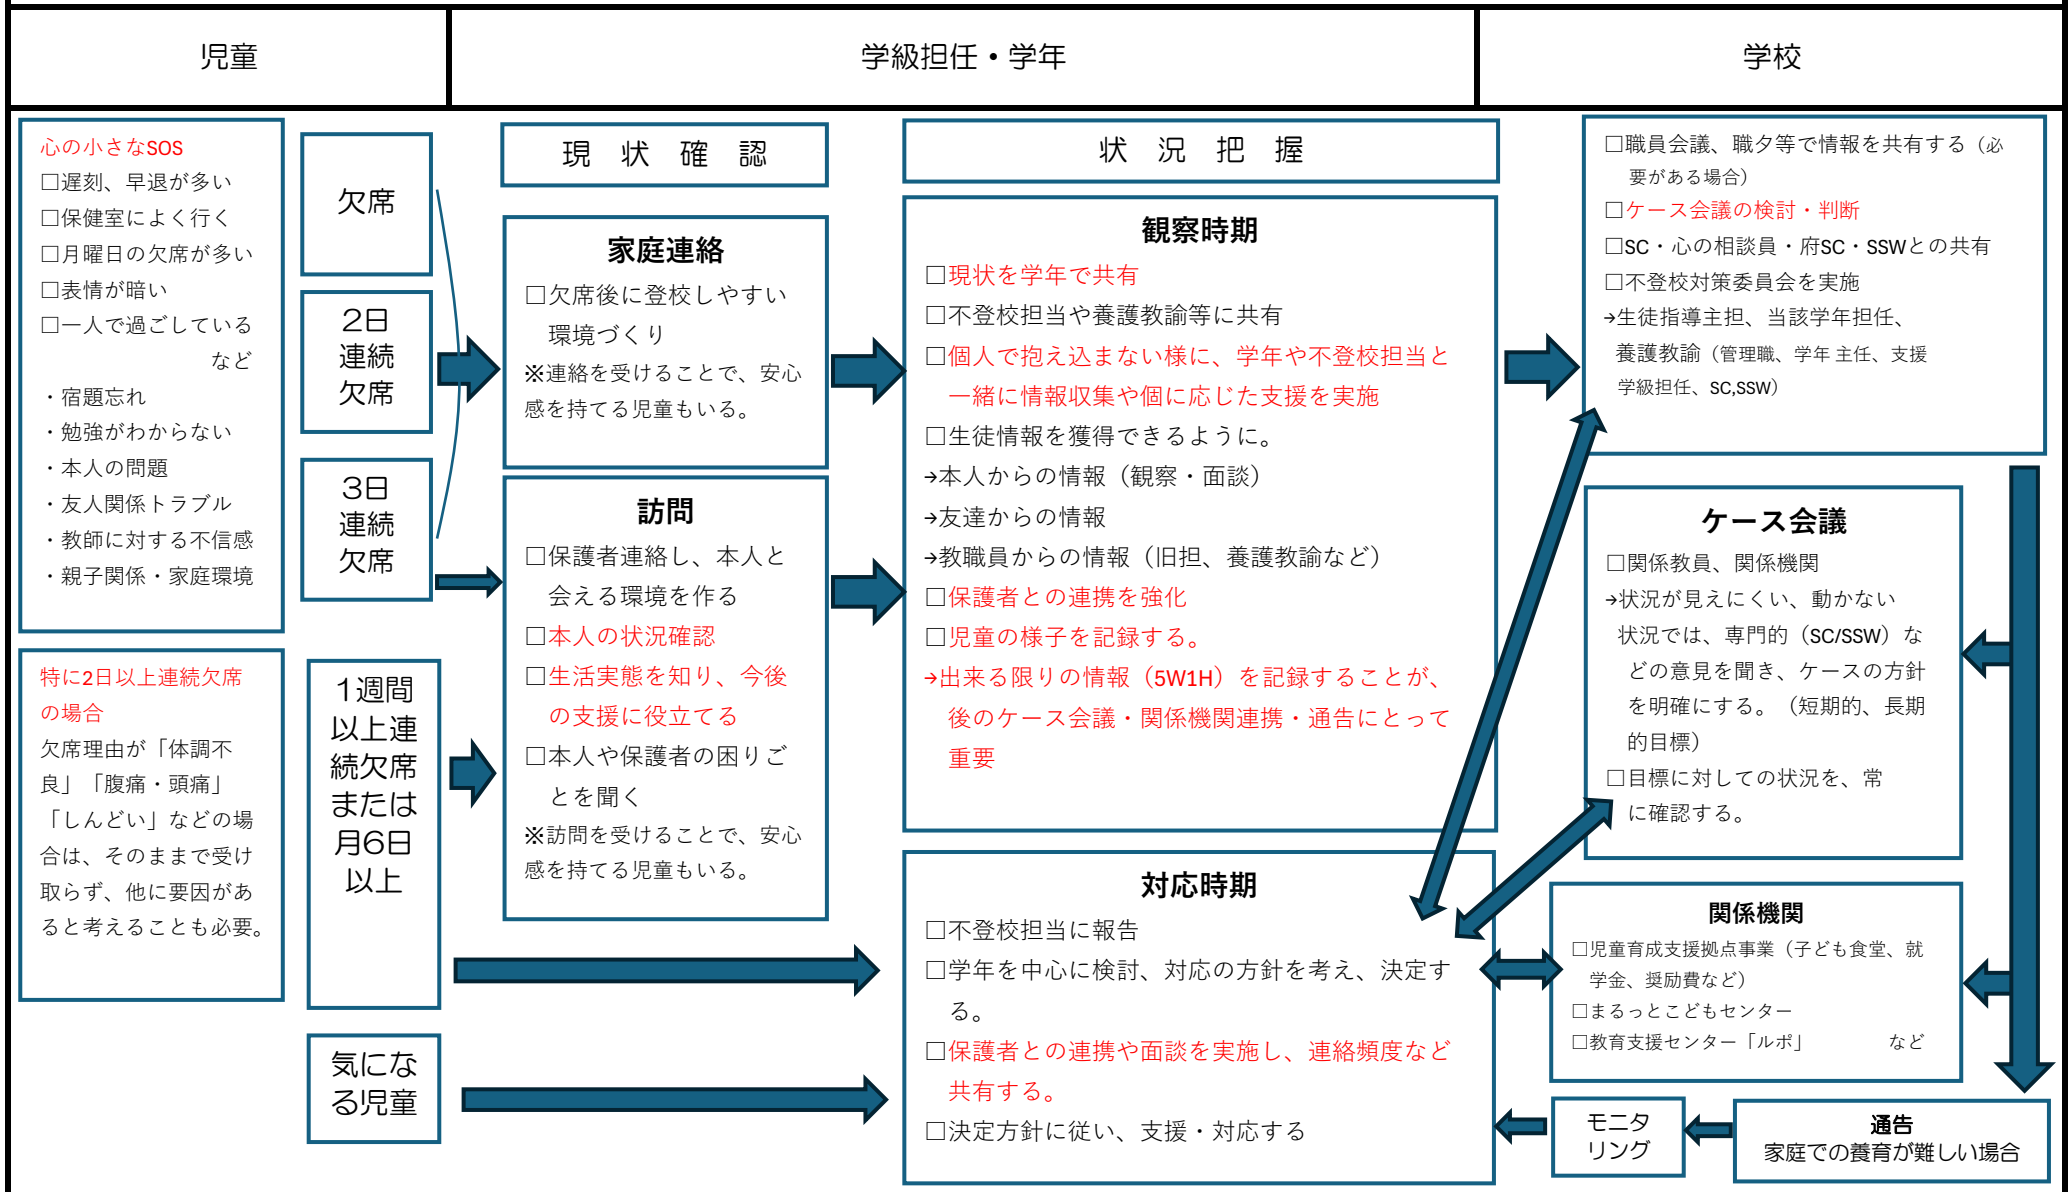 児童
学級担任・学年
学校
心の小さなSOS
□遅刻、早退が多い
□保健室によく行く
□月曜日の欠席が多い
□表情が暗い
□一人で過ごしている
など
・宿題忘れ
・勉強がわからない
・本人の問題
・友人関係トラブル
・教師に対する不信感
・親子関係・家庭環境
特に2日以上連続欠席
の場合
欠席理由が「体調不
良」「腹痛・頭痛」
「しんどい」などの場
合は、そのままで受け
取らず、他に要因があ
ると考えることも必要。
欠席
2日
連続
欠席
3日
連続
欠席
1週間
以上連
続欠席
または
月6日
以上
気にな
る児童
現 状 確 認
家庭連絡
□欠席後に登校しやすい
環境づくり
※連絡を受けることで、安心
感を持てる児童もいる。
訪問
□保護者連絡し、本人と
会える環境を作る
□本人の状況確認
□生活実態を知り、今後
の支援に役立てる
□本人や保護者の困りご
とを聞く
※訪問を受けることで、安心
感を持てる児童もいる。
状 況 把 握
観察時期
□現状を学年で共有
□不登校担当や養護教諭等に共有
□個人で抱え込まない様に、学年や不登校担当と
一緒に情報収集や個に応じた支援を実施
□生徒情報を獲得できるように。
→本人からの情報（観察・面談）
→友達からの情報
→教職員からの情報（旧担、養護教諭など）
□保護者との連携を強化
□児童の様子を記録する。
→出来る限りの情報（5W1H）を記録することが、
後のケース会議・関係機関連携・通告にとって
重要
対応時期
□不登校担当に報告
□学年を中心に検討、対応の方針を考え、決定す
る。
□保護者との連携や面談を実施し、連絡頻度など
共有する。
□決定方針に従い、支援・対応する
□職員会議、職夕等で情報を共有する（必
要がある場合）
□ケース会議の検討・判断
□SC・心の相談員・府SC・SSWとの共有
□不登校対策委員会を実施
→生徒指導主担、当該学年担任、
養護教諭（管理職、学年 主任、支援
学級担任、SC,SSW）
ケース会議
□関係教員、関係機関
→状況が見えにくい、動かない
状況では、専門的（SC/SSW）な
どの意見を聞き、ケースの方針
を明確にする。（短期的、長期
的目標）
□目標に対しての状況を、常
に確認する。
関係機関
□児童育成支援拠点事業（子ども食堂、就
学金、奨励費など）
□まるっとこどもセンター
□教育支援センター「ルポ」 など
モニタ
リング
通告
家庭での養育が難しい場合